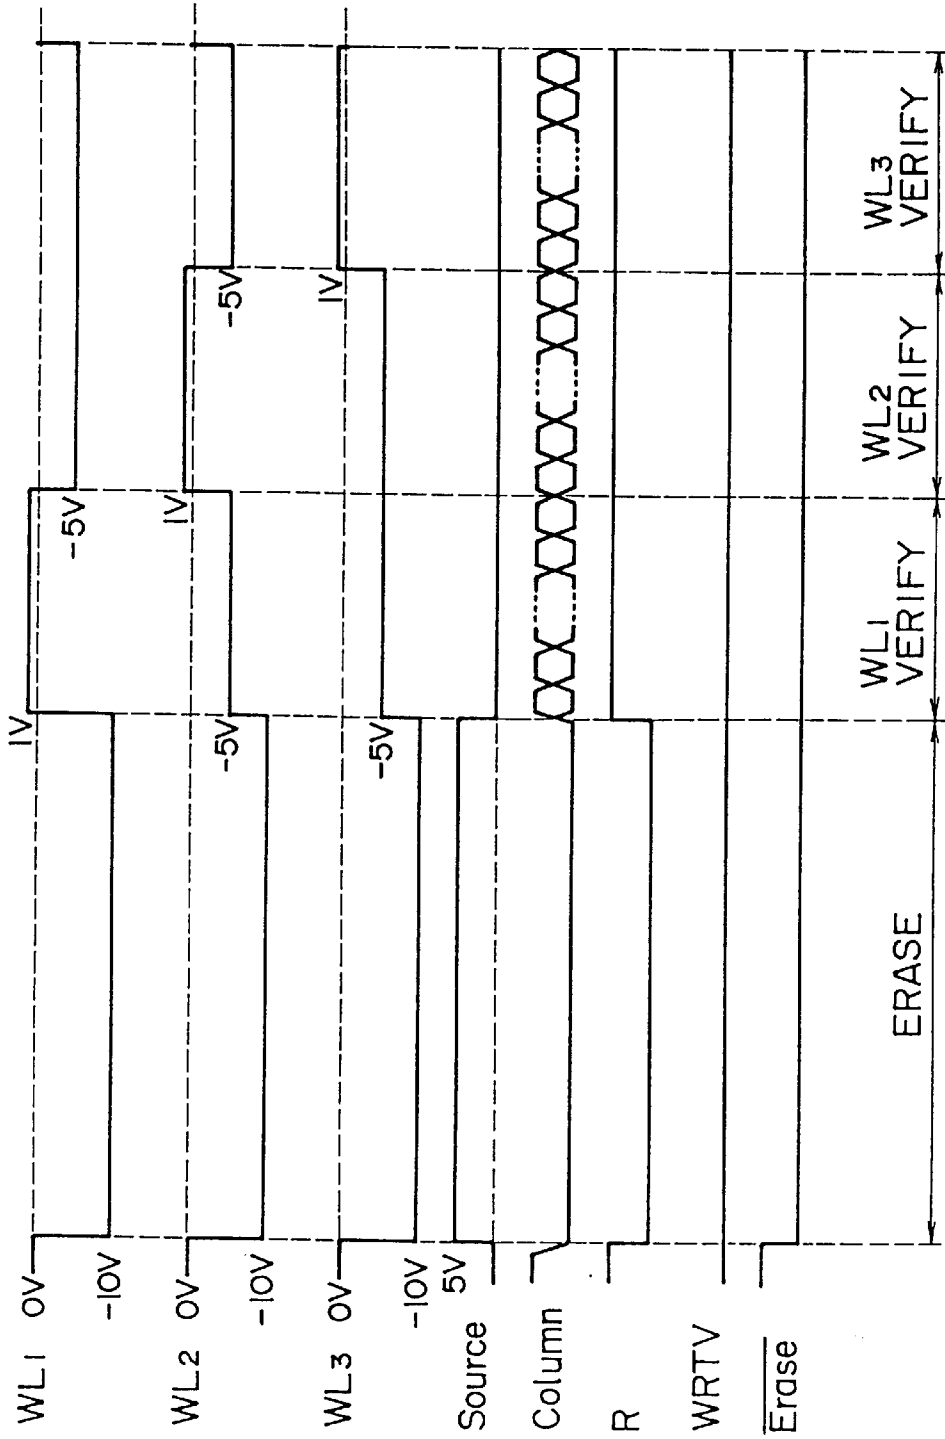 WL1 0V
-10V
1V
-5V
WL2 0V
-10V
-5V
1V
-5V
WL3 0V
-10V
-5V
1V
5V
Source
Column
R
WRTV
Erase
ERASE
WL1
VERIFY
WL2
VERIFY
WL3
VERIFY